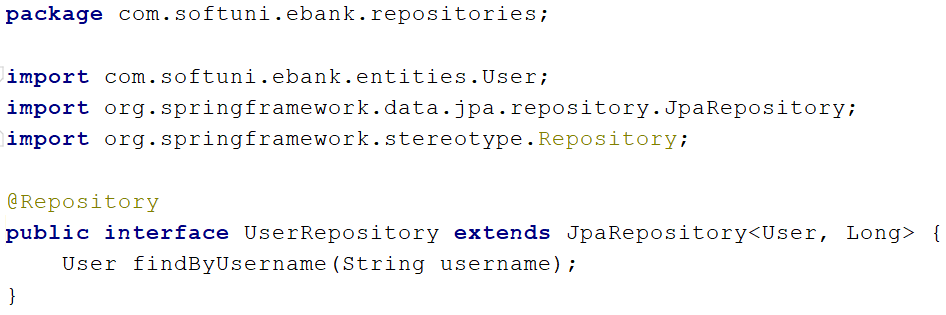 package com.softuni.ebank.repositories;
import com.softuni.ebank.entities.User;
import org.springframework.data.jpa.repository.JpaRepository;
import org.springframework.stereotype.Repository;
@Repository
public interface UserRepository extends JpaRepository<User, Long> {
    User findByUsername(String username);
}